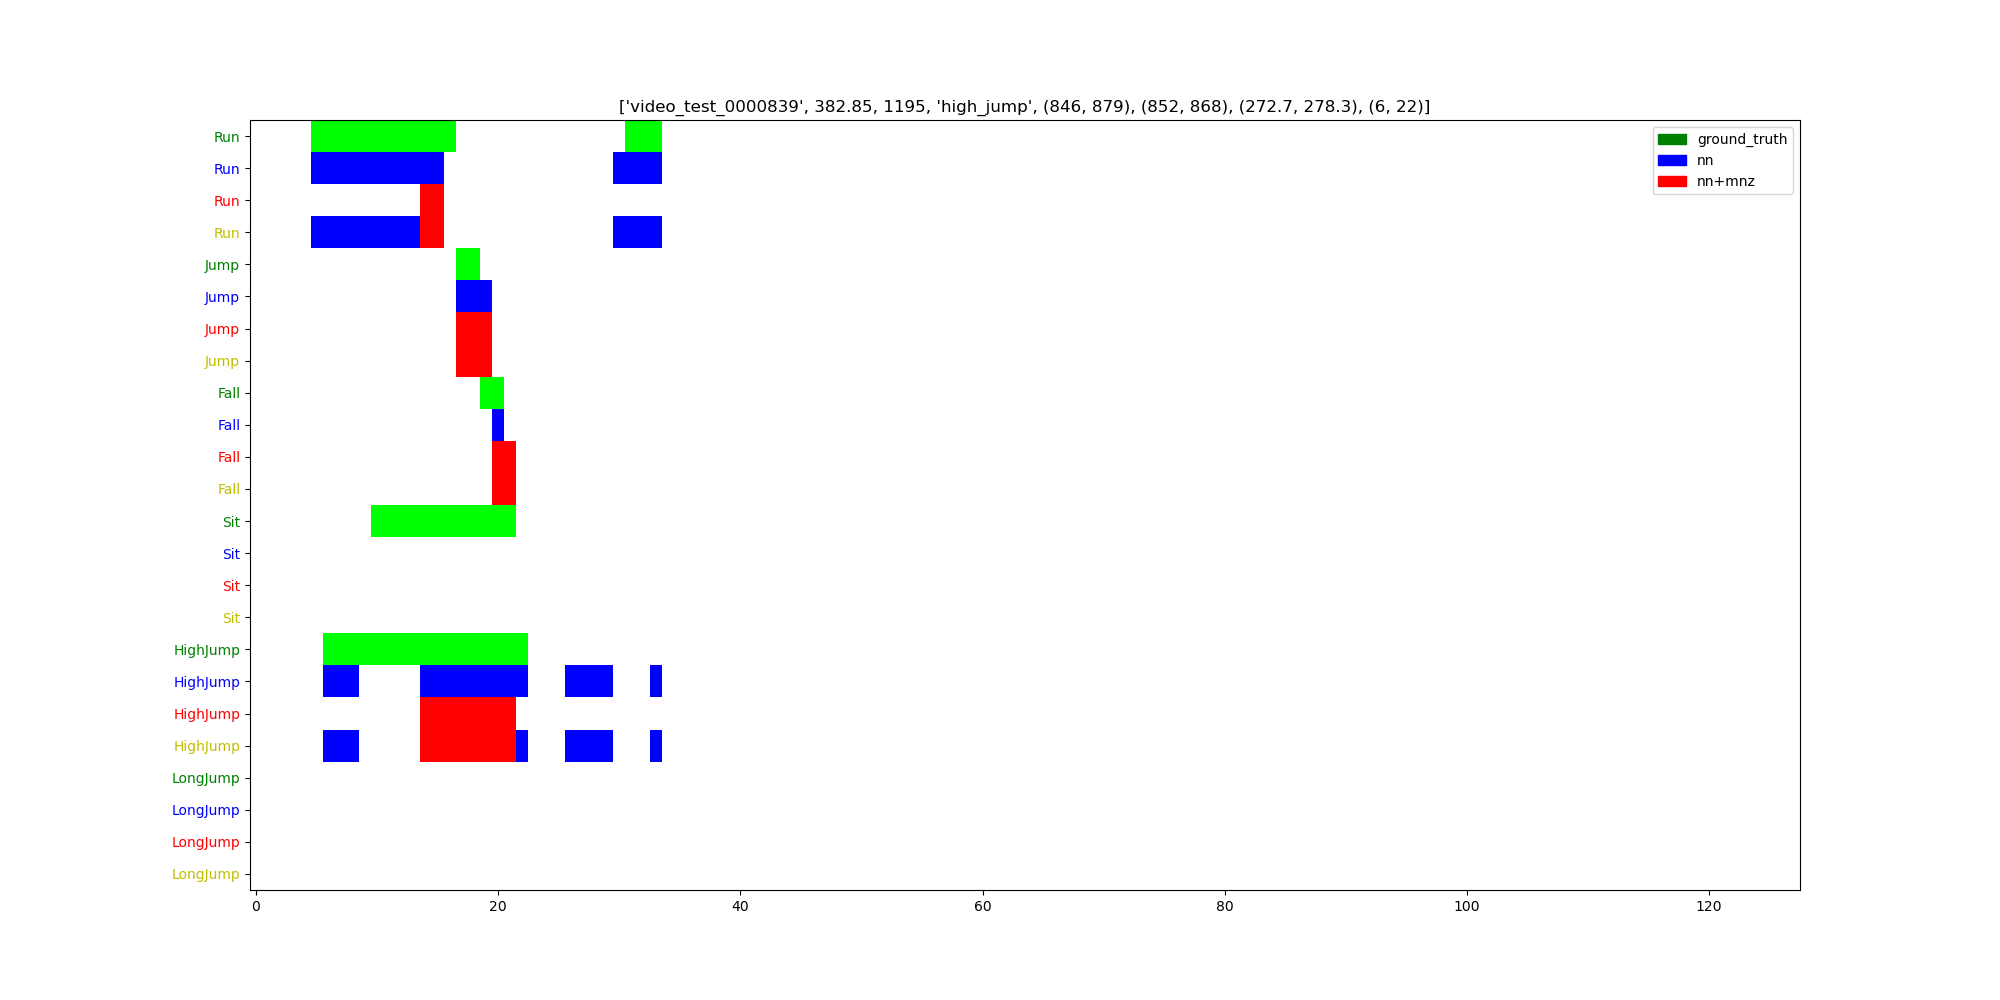 ['video_test_0000839', 382.85, 1195, 'high_jump', (846, 879), (852, 868), (272.7, 278.3), (6, 22)]
ground_truth
nn
nn+mnz
Run
Run
Run
Run
Jump
Jump
Jump
Jump
Fall
Fall
Fall
Fall
Sit
Sit
Sit
Sit
HighJump
HighJump
HighJump
HighJump
LongJump
LongJump
LongJump
LongJump
0 20 40 60 80 100 120